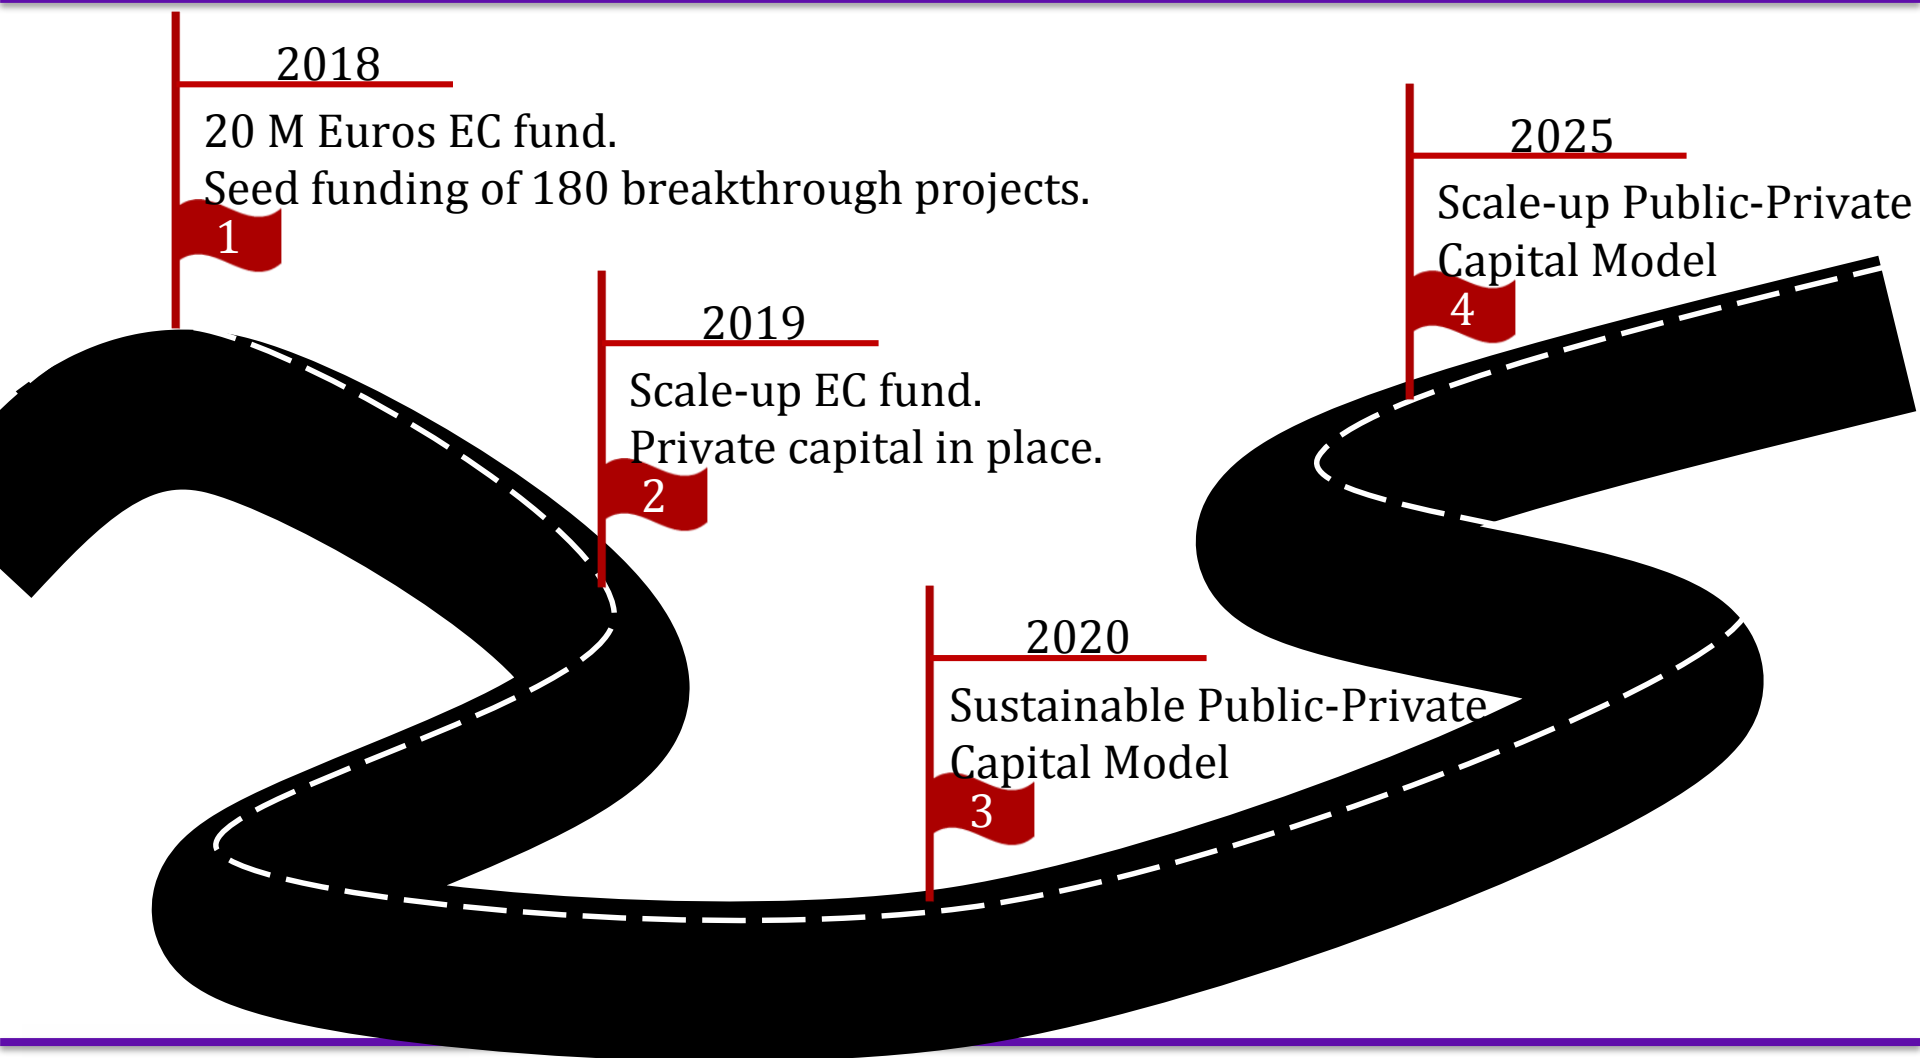 2018
20 M Euros EC fund.
Seed funding of 180 breakthrough projects.
1
2019
Scale-up EC fund.
Private capital in place.
2
2020
Sustainable Public-Private
Capital Model
3
2025
Scale-up Public-Private
Capital Model
4